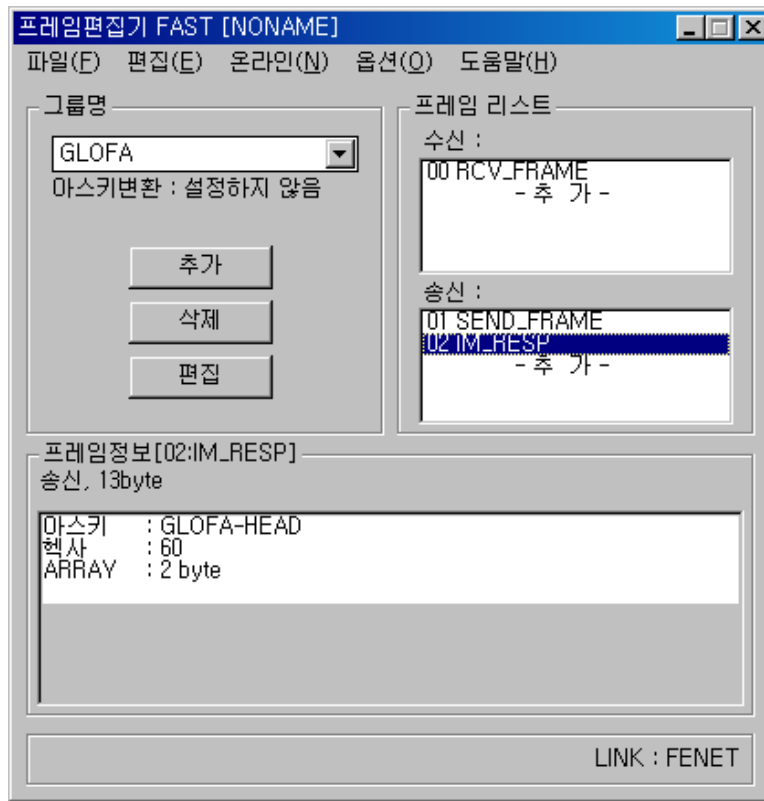 프레임편집기 FAST [NONAME]
파일(F) 편집(E) 온라인(N) 옵션(O) 도움말(H)
그룹명
GLOFA
아스키변환 : 설정하지 않음
추가
삭제
편집
프레임 리스트
수신 :
00 RCV_FRAME
- 추 가 -
송신 :
01 SEND_FRAME
02 IM_RESP
- 추 가 -
프레임정보[02:IM_RESP]
송신, 13byte
아스키 : GLOFA-HEAD
헥사 : 60
ARRAY : 2 byte
LINK : FENET